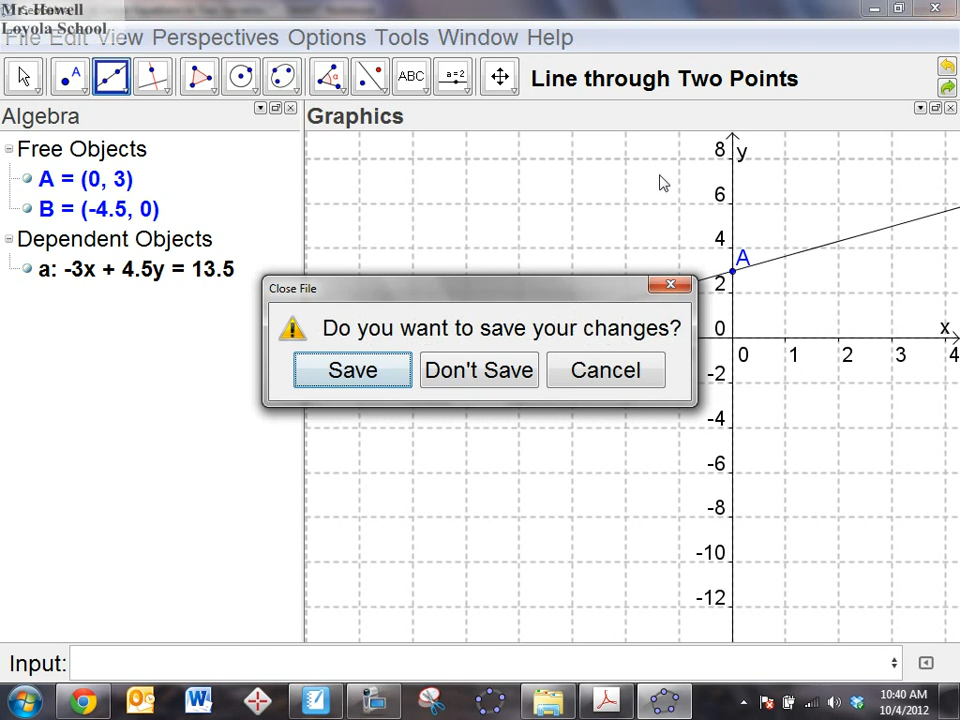 Mr. Howell
Loyola School
File Edit View Perspectives Options Tools Window Help
ABC
a=2
Line through Two Points
Algebra
Graphics
Free Objects
A = (0, 3)
B = (-4.5, 0)
Dependent Objects
a: -3x + 4.5y = 13.5
8
y
6
4
A
2
0
x
0 1 2 3 4
-2
-4
-6
-8
-10
-12
Close File
Do you want to save your changes?
Save
Don't Save
Cancel
Input:
10:40 AM
10/4/2012